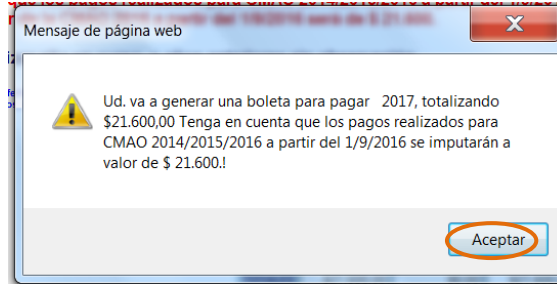 Mensaje de página web
Ud. va a generar una boleta para pagar 2017, totalizando
$21.600,00 Tenga en cuenta que los pagos realizados para
CMAO 2014/2015/2016 a partir del 1/9/2016 se imputarán a
valor de $ 21.600.!
Aceptar